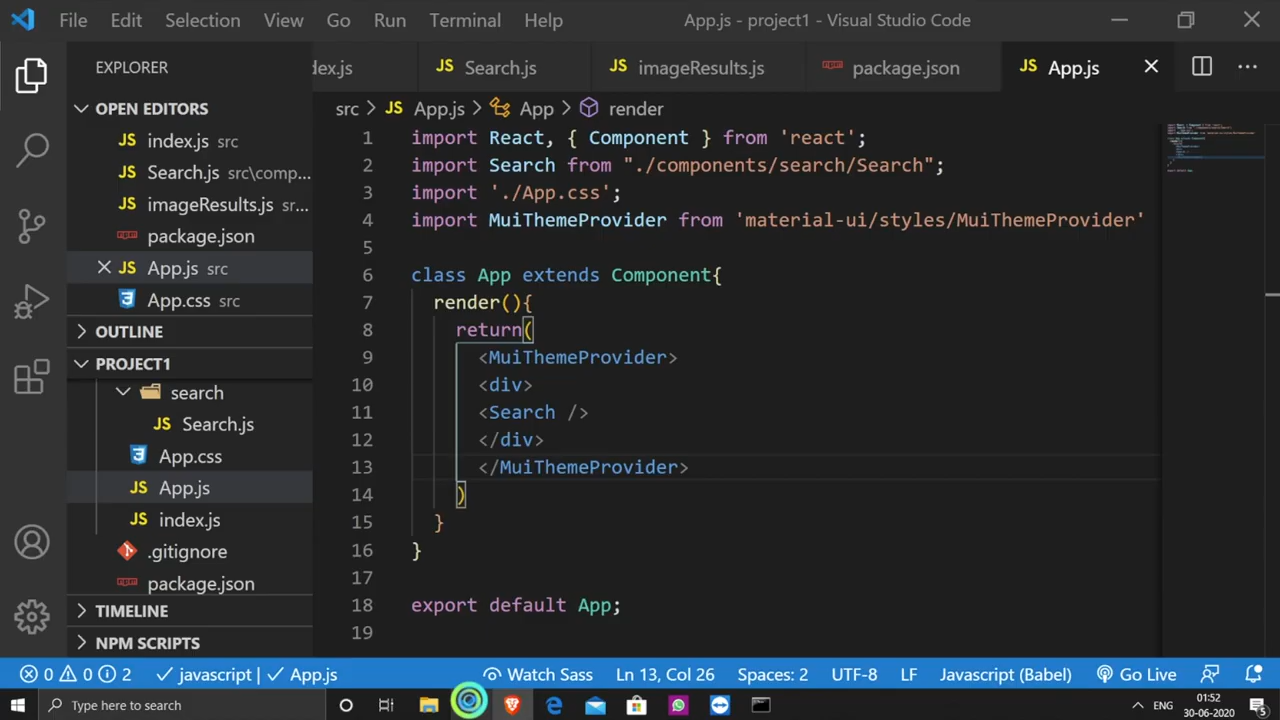 File Edit Selection View Go Run Terminal Help App.js - project1 - Visual Studio Code
EXPLORER
OPEN EDITORS
index.js src
Search.js src\comp...
imageResults.js sr...
package.json
App.js src
App.css src
OUTLINE
PROJECT1
search
Search.js
App.css
App.js
index.js
.gitignore
package.json
TIMELINE
NPM SCRIPTS
dex.js JS Search.js JS imageResults.js package.json JS App.js
src > JS App.js > App > render
1 import React, { Component } from 'react';
2 import Search from "./components/search/Search";
3 import './App.css';
4 import MuiThemeProvider from 'material-ui/styles/MuiThemeProvider'
5
6 class App extends Component{
7 render(){
8 return(
9 <MuiThemeProvider>
10 <div>
11 <Search />
12 </div>
13 </MuiThemeProvider>
14 )
15 }
16 }
17
18 export default App;
19
0 0 2 javascript | App.js Watch Sass Ln 13, Col 26 Spaces: 2 UTF-8 LF Javascript (Babel) Go Live
Type here to search ENG 01:52
30-06-2020 5